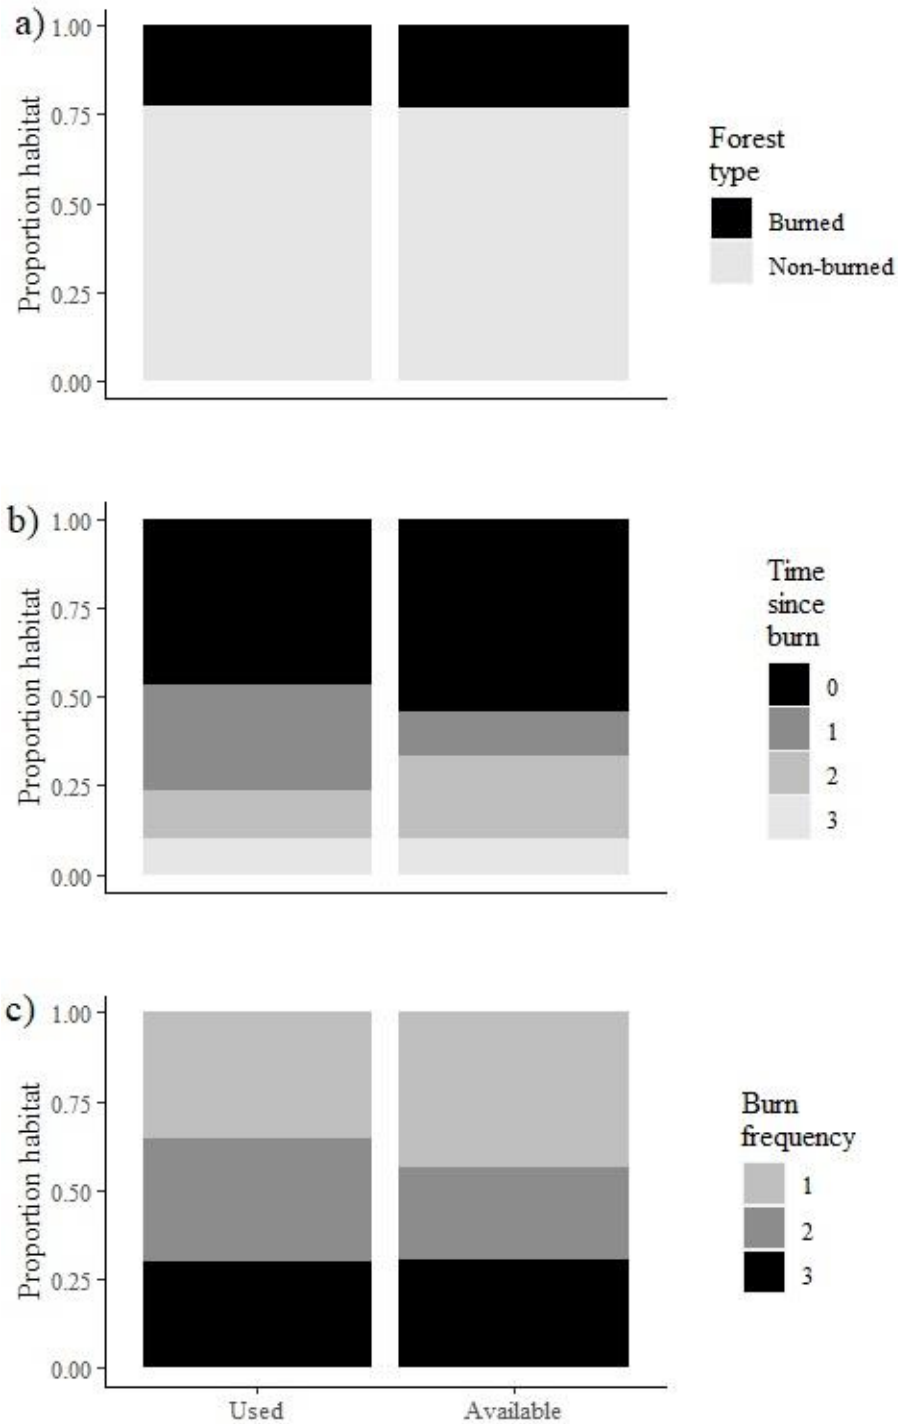 a)
1.00
0.75
0.50
0.25
0.00
Proportion habitat
Forest
type
Burned
Non-burned
b)
1.00
0.75
0.50
0.25
0.00
Proportion habitat
Time
since
burn
0
1
2
3
c)
1.00
0.75
0.50
0.25
0.00
Proportion habitat
Burn
frequency
1
2
3
Used Available